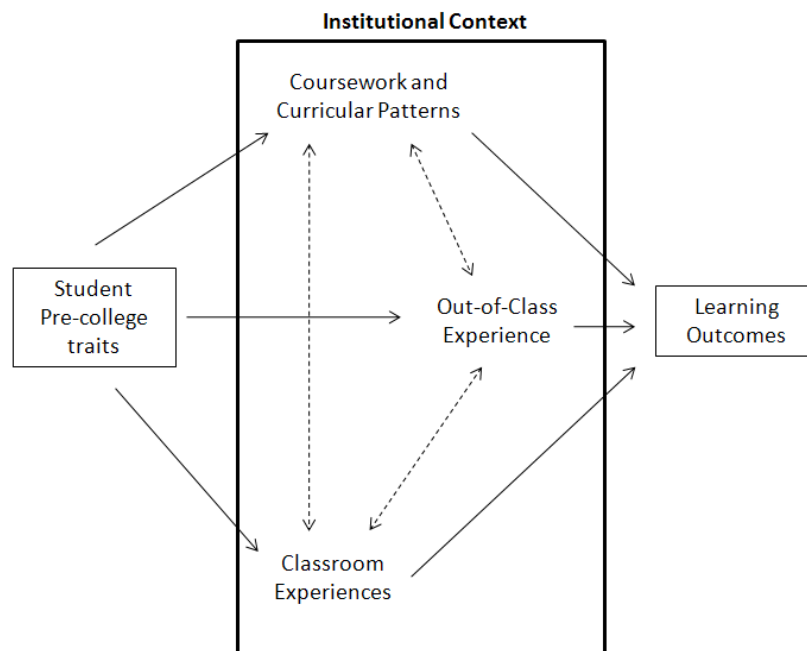 Institutional Context
Coursework and
Curricular Patterns
Student
Pre-college
traits
Out-of-Class
Experience
Learning
Outcomes
Classroom
Experiences